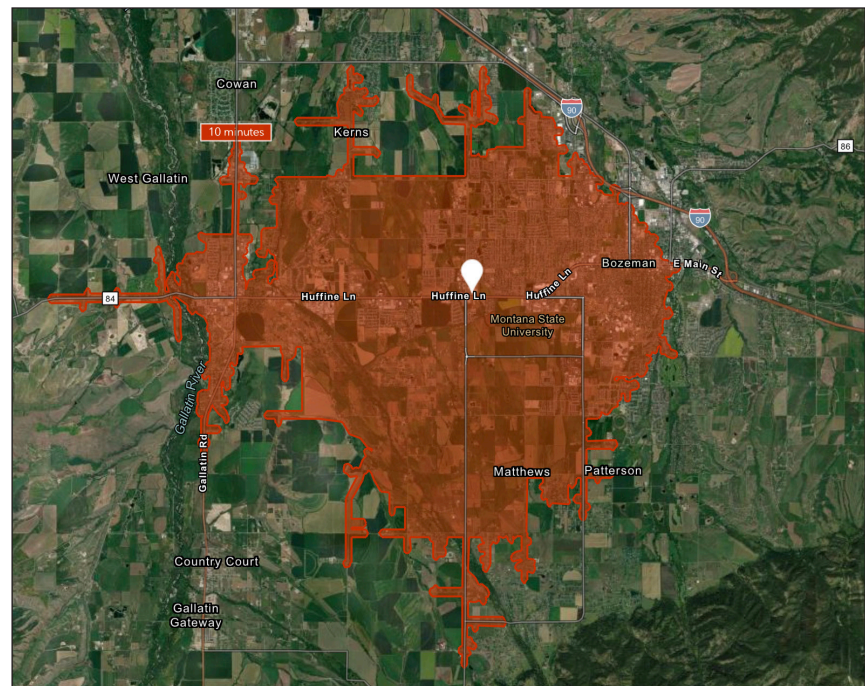 Cowan
90
10 minutes
Kerns
86
West Gallatin
90
Bozeman
E Main St
Huffine Ln
84
Huffine Ln
Huffine Ln
Montana State
University
Gallatin River
Gallatin Rd
Matthews
Patterson
Country Court
Gallatin
Gateway